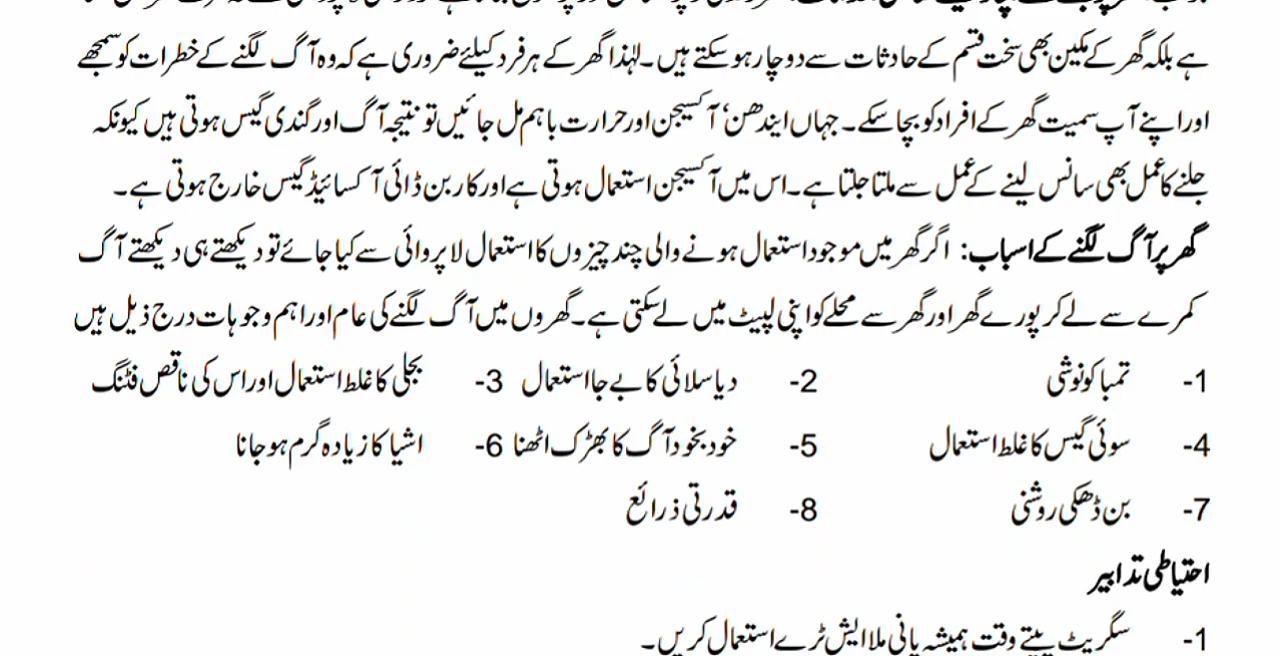 ہے بلکہ گھر کے مکین بھی سخت قسم کے حادثات سے دوچار ہو سکتے ہیں۔ لہٰذا گھر کے ہر فرد کیلئے ضروری ہے کہ وہ آگ لگنے کے خطرات کو سمجھے
اور اپنے آپ سمیت گھر کے افراد کو بچا سکے۔ جہاں ایندھن‘ آکسیجن اور حرارت باہم مل جائیں تو نتیجہ آگ اور گندی گیس ہوتی ہیں کیونکہ
جلنے کا عمل بھی سانس لینے کے عمل سے ملتا جلتا ہے۔ اس میں آکسیجن استعمال ہوتی ہے اور کاربن ڈائی آکسائیڈ گیس خارج ہوتی ہے۔
گھر پر آگ لگنے کے اسباب: اگر گھر میں موجود استعمال ہونے والی چند چیزوں کا استعمال لاپروائی سے کیا جائے تو دیکھتے ہی دیکھتے آگ
کمرے سے لے کر پورے گھر اور گھر سے محلے کو اپنی لپیٹ میں لے سکتی ہے۔ گھروں میں آگ لگنے کی عام اور اہم وجوہات درج ذیل ہیں
1- تمباکو نوشی 2- دیا سلائی کا بے جا استعمال 3- بجلی کا غلط استعمال اور اس کی ناقص فٹنگ
4- سوئی گیس کا غلط استعمال 5- خود بخود آگ کا بھڑک اٹھنا 6- اشیا کا زیادہ گرم ہو جانا
7- بن ڈھکی روشنی 8- قدرتی ذرائع
احتیاطی تدابیر
1- سگریٹ پیتے وقت ہمیشہ پانی ملا ایش ٹرے استعمال کریں۔